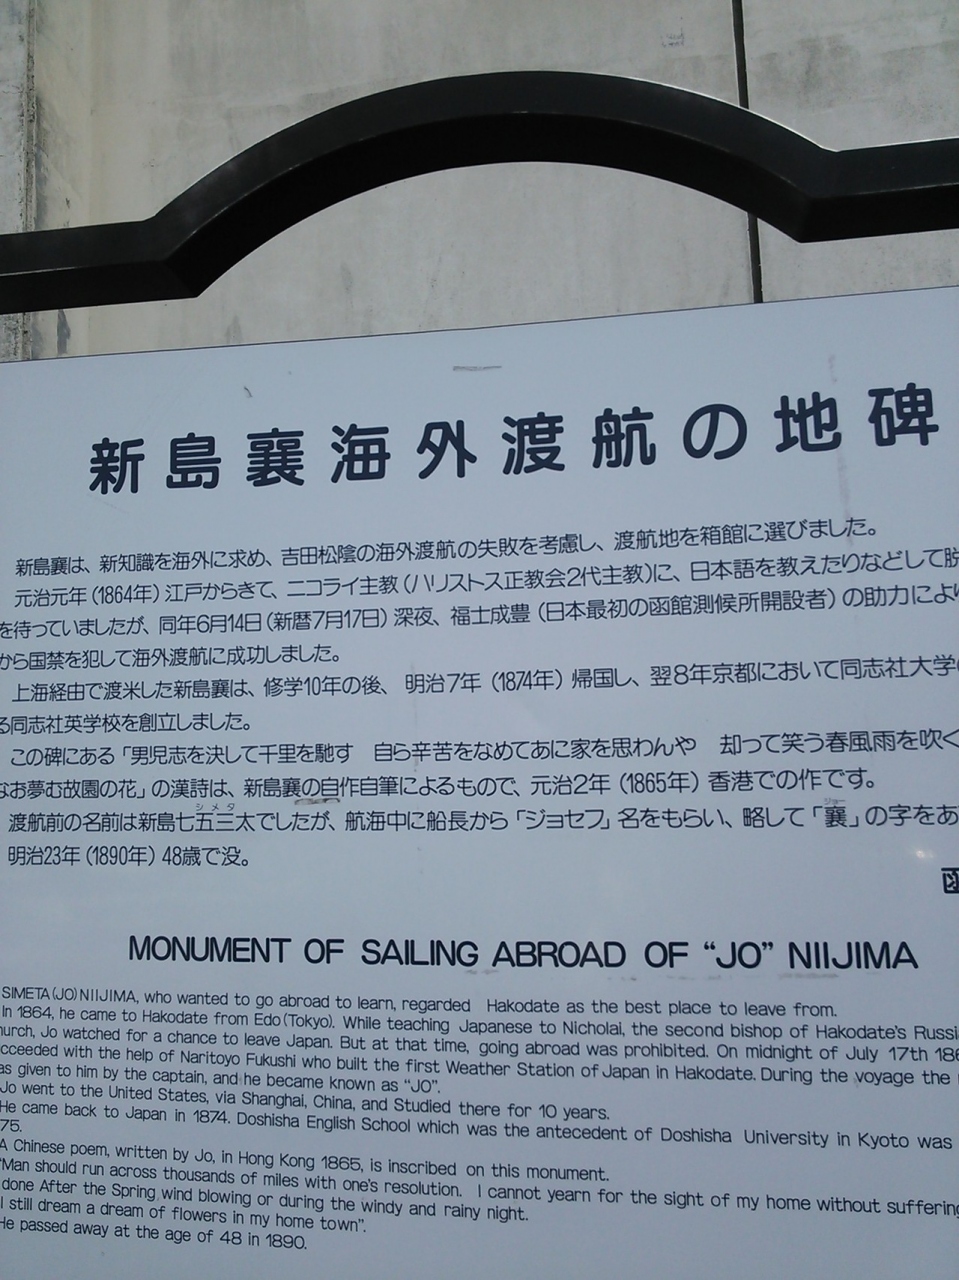 新島襄海外渡航の地碑
新島襄は、新知識を海外に求め、吉田松陰の海外渡航の失敗を考慮し、渡航地を箱館に選びました。
元治元年(1864年)江戸からきて、ニコライ主教(ハリストス正教会2代主教)に、日本語を教えたりなどして脱
を待っていましたが、同年6月14日(新暦7月17日)深夜、福士成豊(日本最初の函館測候所開設者)の助力により
から国禁を犯して海外渡航に成功しました。
上海経由で渡米した新島襄は、修学10年の後、明治7年(1874年)帰国し、翌8年京都において同志社大学の
る同志社英学校を創立しました。
この碑にある「男児志を決して千里を馳す 自ら辛苦をなめてあに家を思わんや 却って笑う春風雨を吹く
なお夢む故園の花」の漢詩は、新島襄の自作自筆によるもので、元治2年(1865年)香港での作です。
シメタ ジョー
渡航前の名前は新島七五三太でしたが、航海中に船長から「ジョセフ」名をもらい、略して「襄」の字をあ
明治23年(1890年)48歳で没。
函
MONUMENT OF SAILING ABROAD OF “JO” NIIJIMA
SIMETA(JO)NIIJIMA, who wanted to go abroad to learn, regarded Hakodate as the best place to leave from.
In 1864, he came to Hakodate from Edo(Tokyo). While teaching Japanese to Nicholai, the second bishop of Hakodate's Russi
hurch, Jo watched for a chance to leave Japan. But at that time, going abroad was prohibited. On midnight of July 17th 186
cceeded with the help of Naritoyo Fukushi who built the first Weather Station of Japan in Hakodate. During the voyage the
as given to him by the captain, and he became known as “JO”.
Jo went to the United States, via Shanghai, China, and Studied there for 10 years.
He came back to Japan in 1874. Doshisha English School which was the antecedent of Doshisha University in Kyoto was
75.
A Chinese poem, written by Jo, in Hong Kong 1865, is inscribed on this monument.
“Man should run across thousands of miles with one's resolution. I cannot yearn for the sight of my home without suffering
done After the Spring wind blowing or during the windy and rainy night.
I still dream a dream of flowers in my home town”.
He passed away at the age of 48 in 1890.